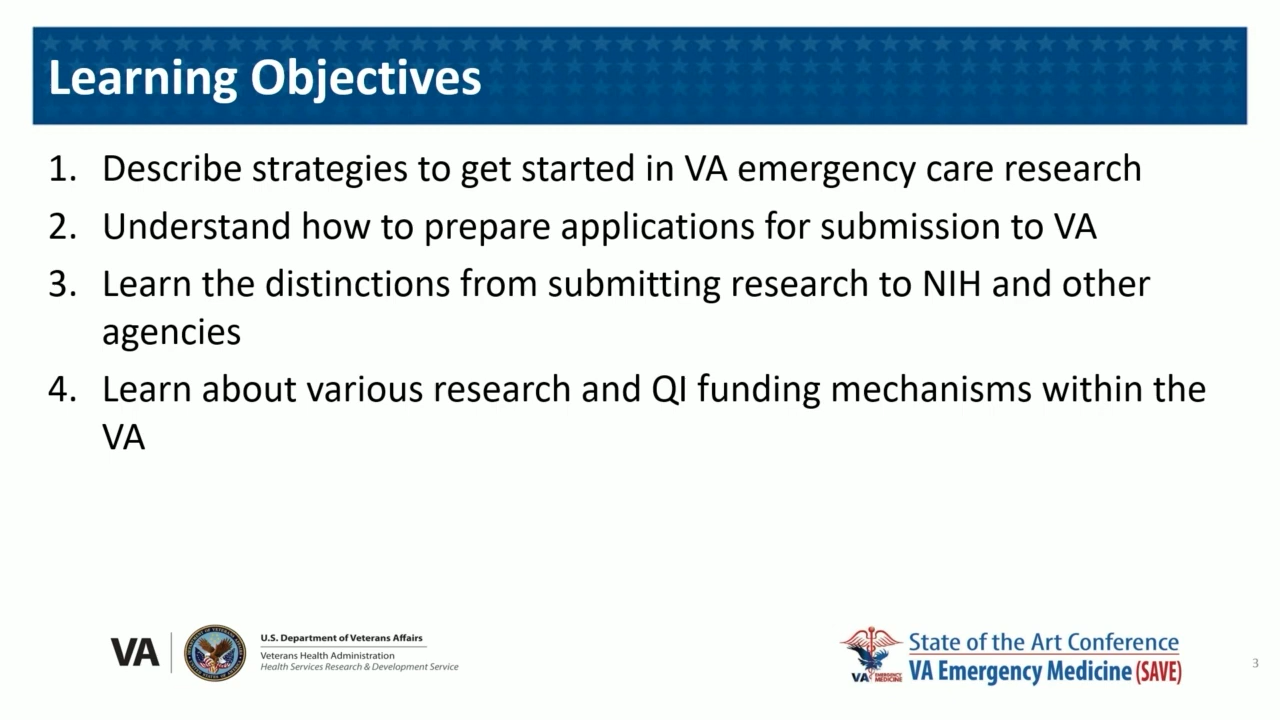 Learning Objectives
1. Describe strategies to get started in VA emergency care research
2. Understand how to prepare applications for submission to VA
3. Learn the distinctions from submitting research to NIH and other
agencies
4. Learn about various research and QI funding mechanisms within the
VA
VA
U.S. Department of Veterans Affairs
Veterans Health Administration
Health Services Research & Development Service
VA EMERGENCY MEDICINE
State of the Art Conference
VA Emergency Medicine (SAVE)
3